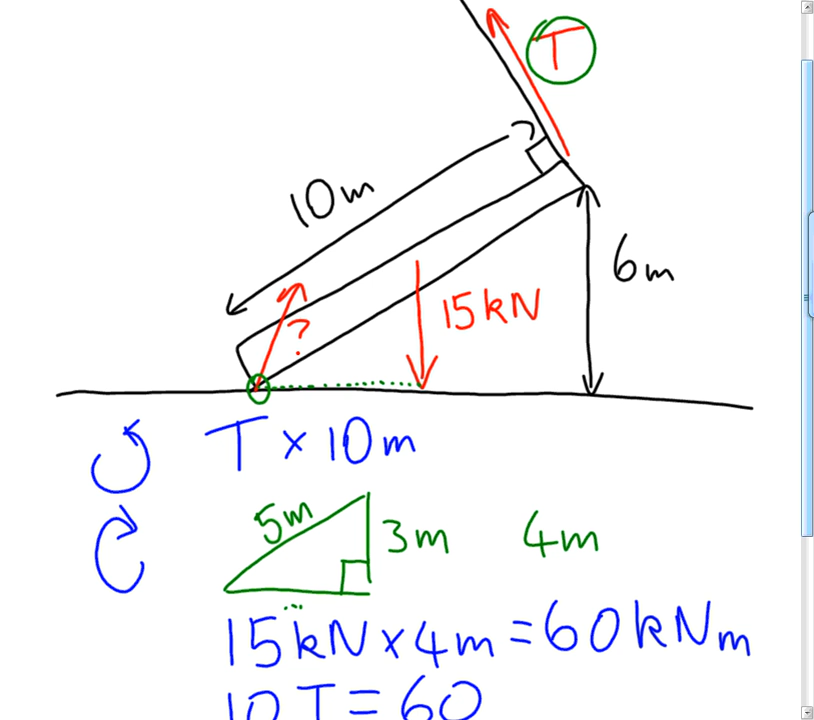 T
10m
6m
15kN
?
T × 10m
5m
3m
4m
15kN×4m=60kNm
10T=60